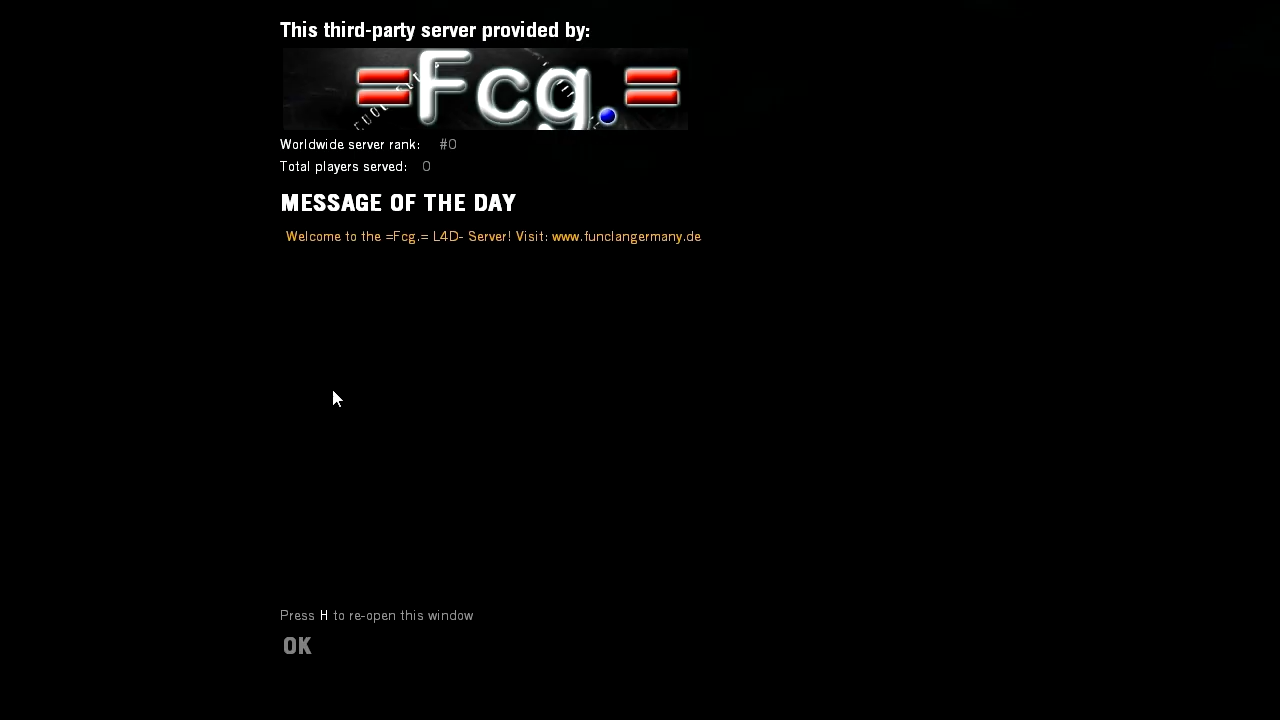 This third-party server provided by:
=Fcg.=
Worldwide server rank: #0
Total players served: 0
MESSAGE OF THE DAY
Welcome to the =Fcg.= L4D- Server! Visit: www.funclangermany.de
Press H to re-open this window
OK